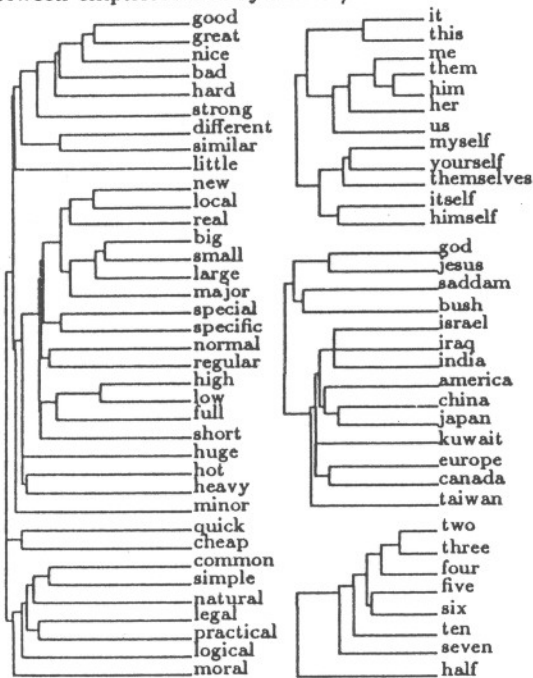 good
great
nice
bad
hard
strong
different
similar
little
new
local
real
big
small
large
major
special
specific
normal
regular
high
low
full
short
huge
hot
heavy
minor
quick
cheap
common
simple
natural
legal
practical
logical
moral
it
this
me
them
him
her
us
myself
yourself
themselves
itself
himself
god
jesus
saddam
bush
israel
iraq
india
america
china
japan
kuwait
europe
canada
taiwan
two
three
four
five
six
ten
seven
half